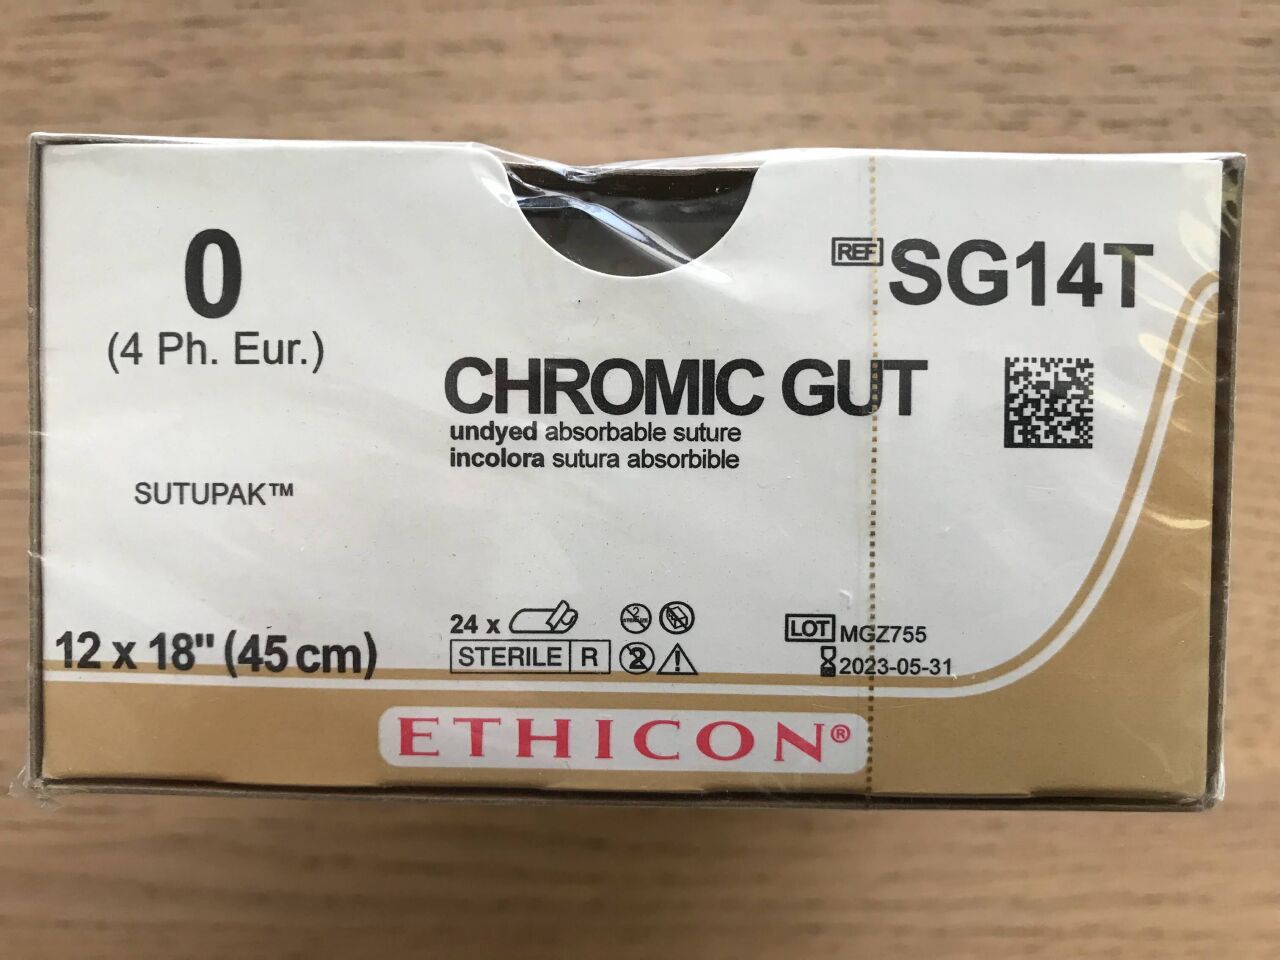 0
(4 Ph. Eur.)
REF SG14T
CHROMIC GUT
undyed absorbable suture
incolora sutura absorbible
SUTUPAK™
12 x 18" (45 cm)
24 x
STERILE R
2
LOT MGZ755
2023-05-31
ETHICON®